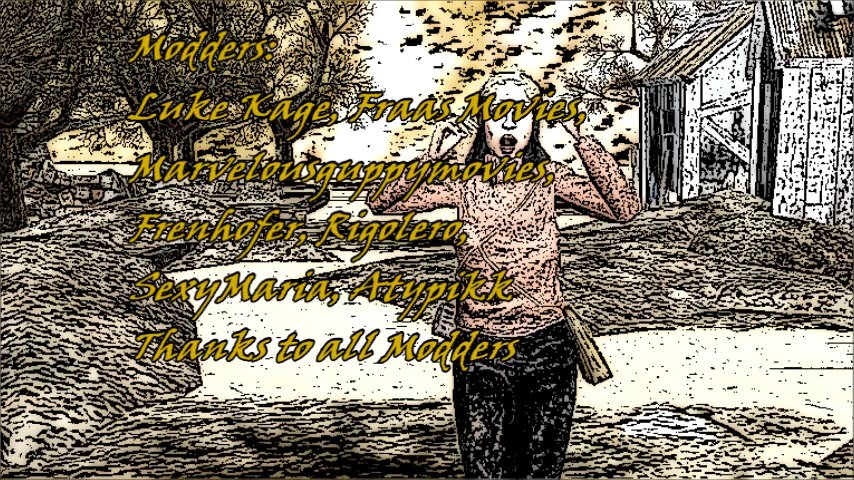 Modders:
Luke Kage, Fraas Movies,
Marvelousguppymovies,
Frenhofer, Rigolero,
SexyMaria, Atypikk
Thanks to all Modders